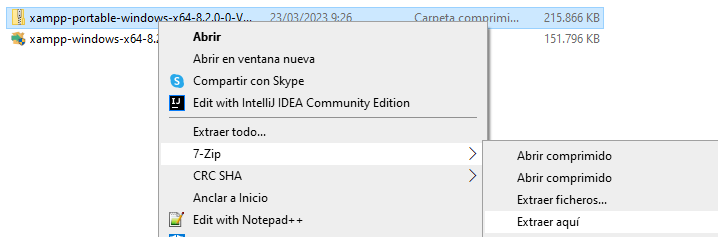 xampp-portable-windows-x64-8.2.0-0-V... 23/03/2023 9:26 Carpeta comprimi... 215.866 KB
xampp-windows-x64-8.2 151.796 KB
Abrir
Abrir en ventana nueva
Compartir con Skype
Edit with IntelliJ IDEA Community Edition
Extraer todo...
7-Zip
CRC SHA
Anclar a Inicio
Edit with Notepad++
Abrir comprimido
Abrir comprimido
Extraer ficheros...
Extraer aquí